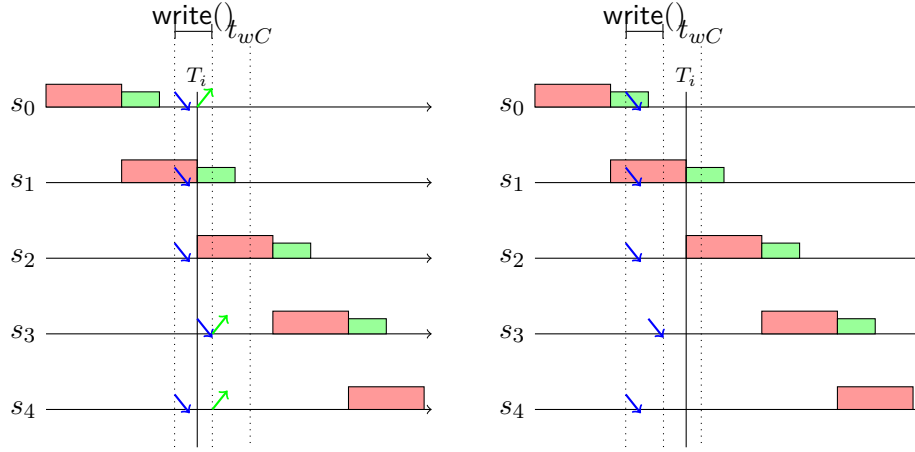 write() write()
t_{wC} t_{wC}
T_i T_i
s_0 s_0
s_1 s_1
s_2 s_2
s_3 s_3
s_4 s_4